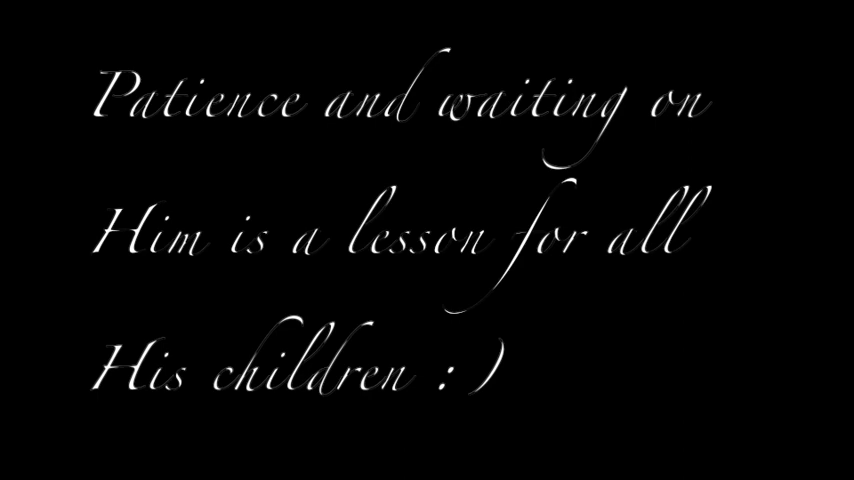 Patience and waiting on
Him is a lesson for all
His children : )